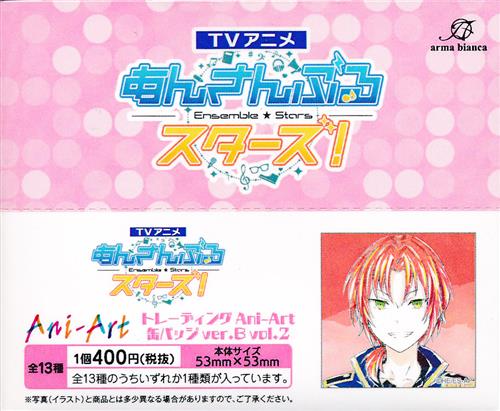 TVアニメ
あんさんぶる
Ensemble ★ Stars
スターズ!
arma bianca
TVアニメ
あんさんぶる
Ensemble ★ Stars
スターズ!
Ani-Art
トレーディング Ani-Art
缶バッジ ver.B vol.2
全13種
1個400円(税抜)
本体サイズ
53mm×53mm
全13種のうちいずれか1種類が入っています。
※写真(イラスト)と商品とは多少異なる場合がありますので、ご了承ください。